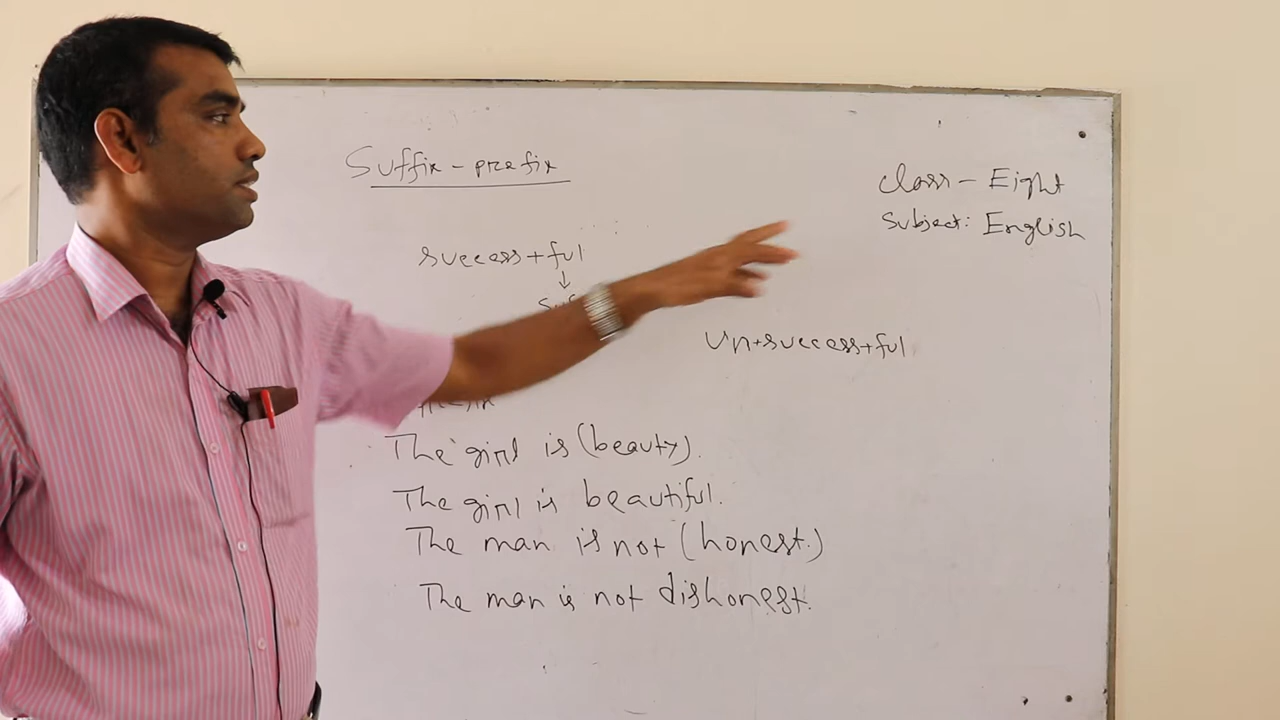 Suffix - prefix
Class - Eight
Subject: English
success + ful
un+success+ful
The girl is (beauty).
The girl is beautiful.
The man is not (honest.)
The man is not dishonest.